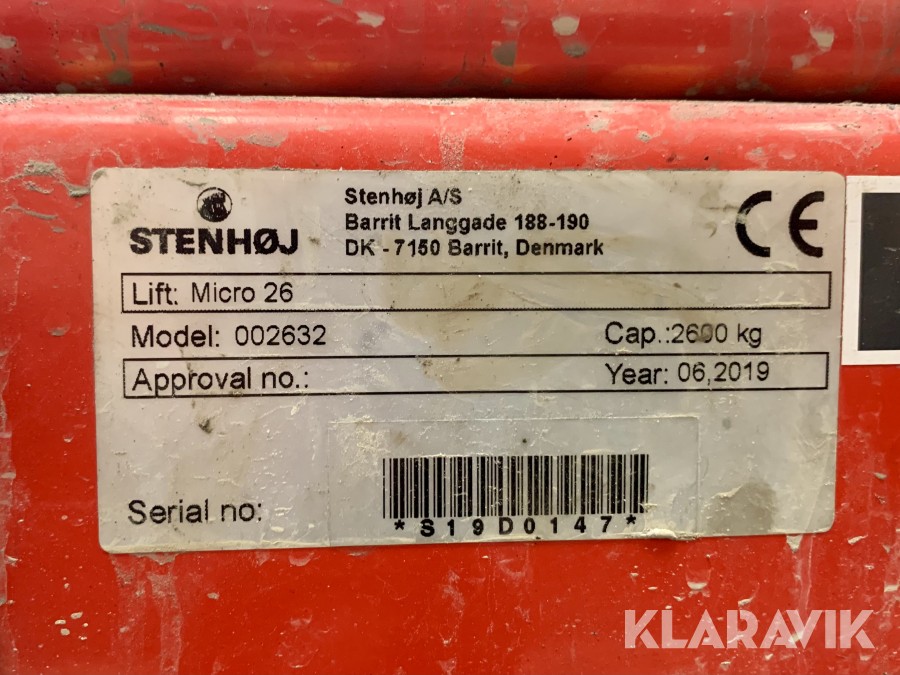 STENHØJ
Stenhøj A/S
Barrit Langgade 188-190
DK - 7150 Barrit, Denmark
CE
Lift: Micro 26
Model: 002632
Cap.:2600 kg
Approval no.:
Year: 06,2019
Serial no:
*S19D0147*
KLARAVIK